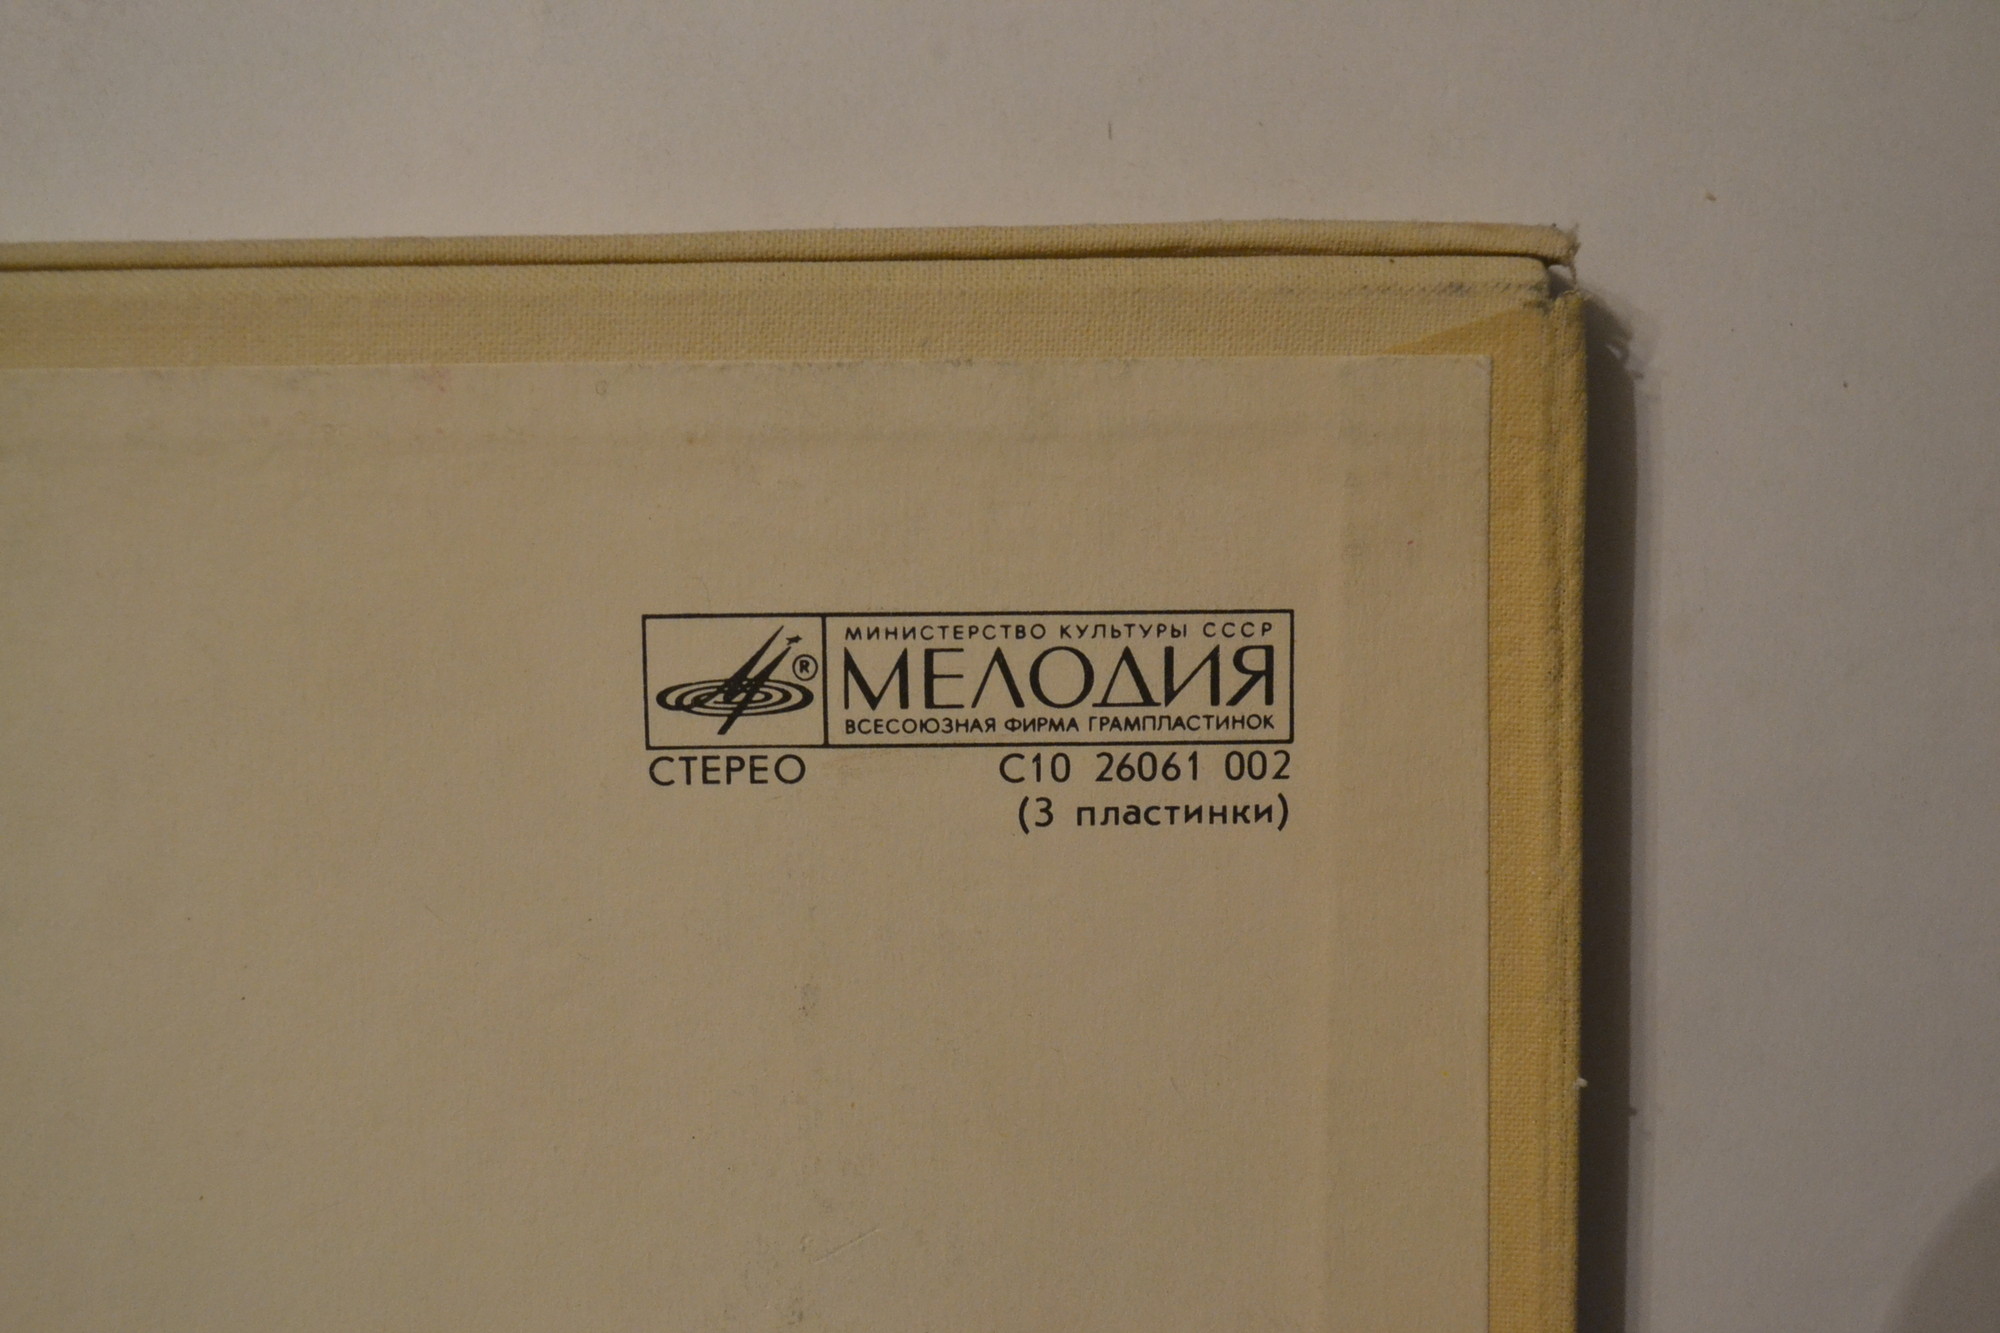 МИНИСТЕРСТВО КУЛЬТУРЫ СССР
®
МЕЛОДИЯ
ВСЕСОЮЗНАЯ ФИРМА ГРАМПЛАСТИНОК
СТЕРЕО С10 26061 002
(3 пластинки)